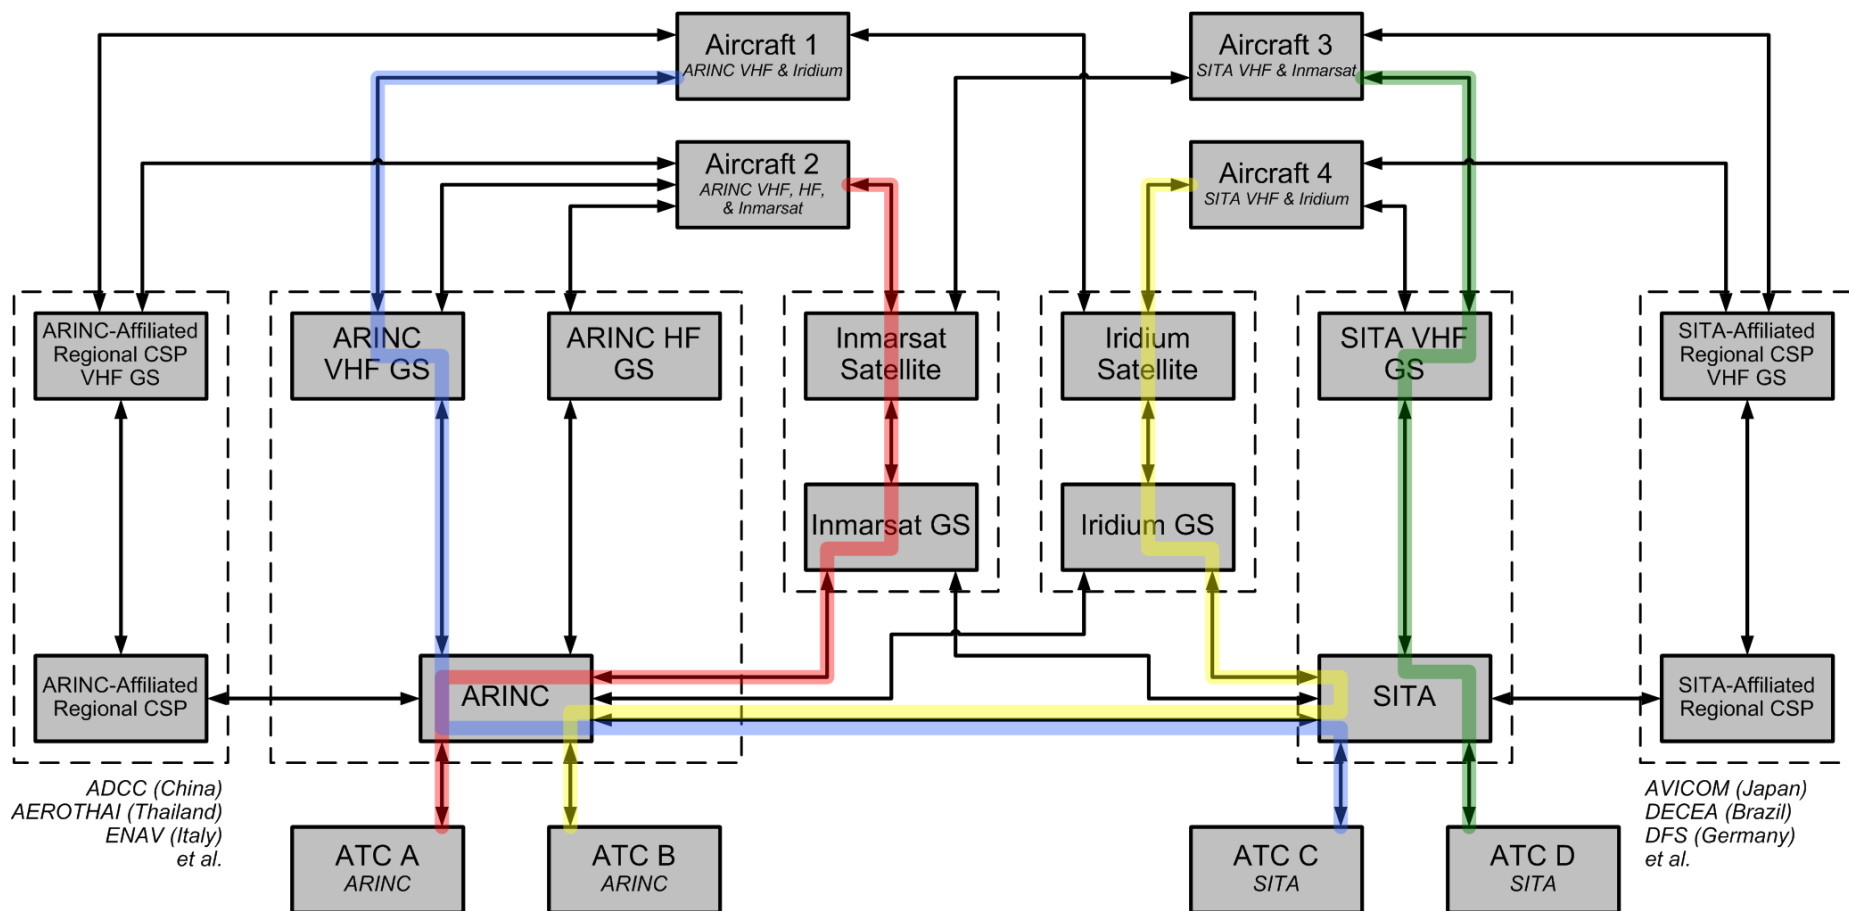 Aircraft 1
ARINC VHF & Iridium
Aircraft 3
SITA VHF & Inmarsat
Aircraft 2
ARINC VHF, HF,
& Inmarsat
Aircraft 4
SITA VHF & Iridium
ARINC-Affiliated
Regional CSP
VHF GS
ARINC
VHF GS
ARINC HF
GS
Inmarsat
Satellite
Iridium
Satellite
SITA VHF
GS
SITA-Affiliated
Regional CSP
VHF GS
Inmarsat GS
Iridium GS
ARINC-Affiliated
Regional CSP
ARINC
SITA
SITA-Affiliated
Regional CSP
ADCC (China)
AEROTHAI (Thailand)
ENAV (Italy)
et al.
AVICOM (Japan)
DECEA (Brazil)
DFS (Germany)
et al.
ATC A
ARINC
ATC B
ARINC
ATC C
SITA
ATC D
SITA